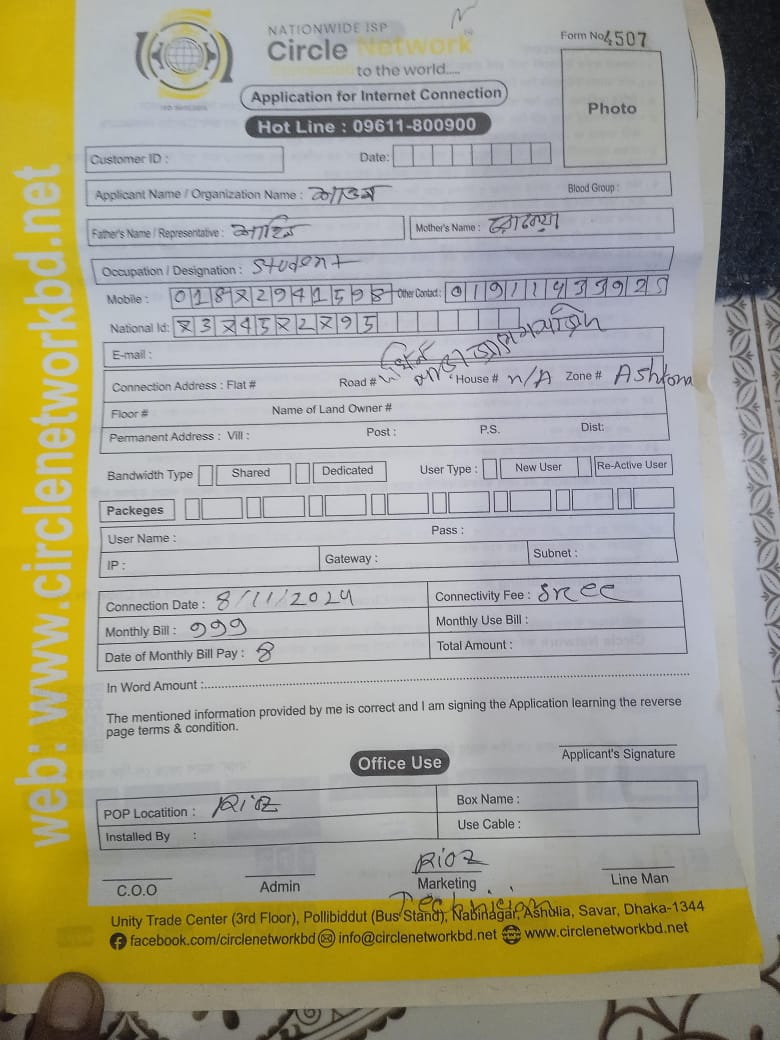 NATIONWIDE ISP
Circle Network
to the world.....
Form No. 4507
Application for Internet Connection
Photo
Hot Line : 09611-800900
Customer ID :
Date:
Applicant Name / Organization Name :
Blood Group :
Father's Name / Representative :
Mother's Name :
Occupation / Designation : Student
Mobile : Other Contact :
National Id:
E-mail :
Connection Address : Flat # Road # House # n/A Zone # Ashkona
Floor # Name of Land Owner #
Permanent Address : Vill : Post : P.S. Dist:
Bandwidth Type Shared Dedicated User Type : New User Re-Active User
Packeges
User Name : Pass :
IP : Gateway : Subnet :
Connection Date : 8/11/2024 Connectivity Fee :
Monthly Bill : 999 Monthly Use Bill :
Date of Monthly Bill Pay : 8 Total Amount :
In Word Amount :
The mentioned information provided by me is correct and I am signing the Application learning the reverse
page terms & condition.
Applicant's Signature
Office Use
POP Locatition : Box Name :
Installed By : Use Cable :
C.O.O Admin Marketing Line Man
Technician
Unity Trade Center (3rd Floor), Pollibiddut (Bus Stand), Nabinagar, Ashulia, Savar, Dhaka-1344
facebook.com/circlenetworkbd info@circlenetworkbd.net www.circlenetworkbd.net
web: www.circlenetworkbd.net